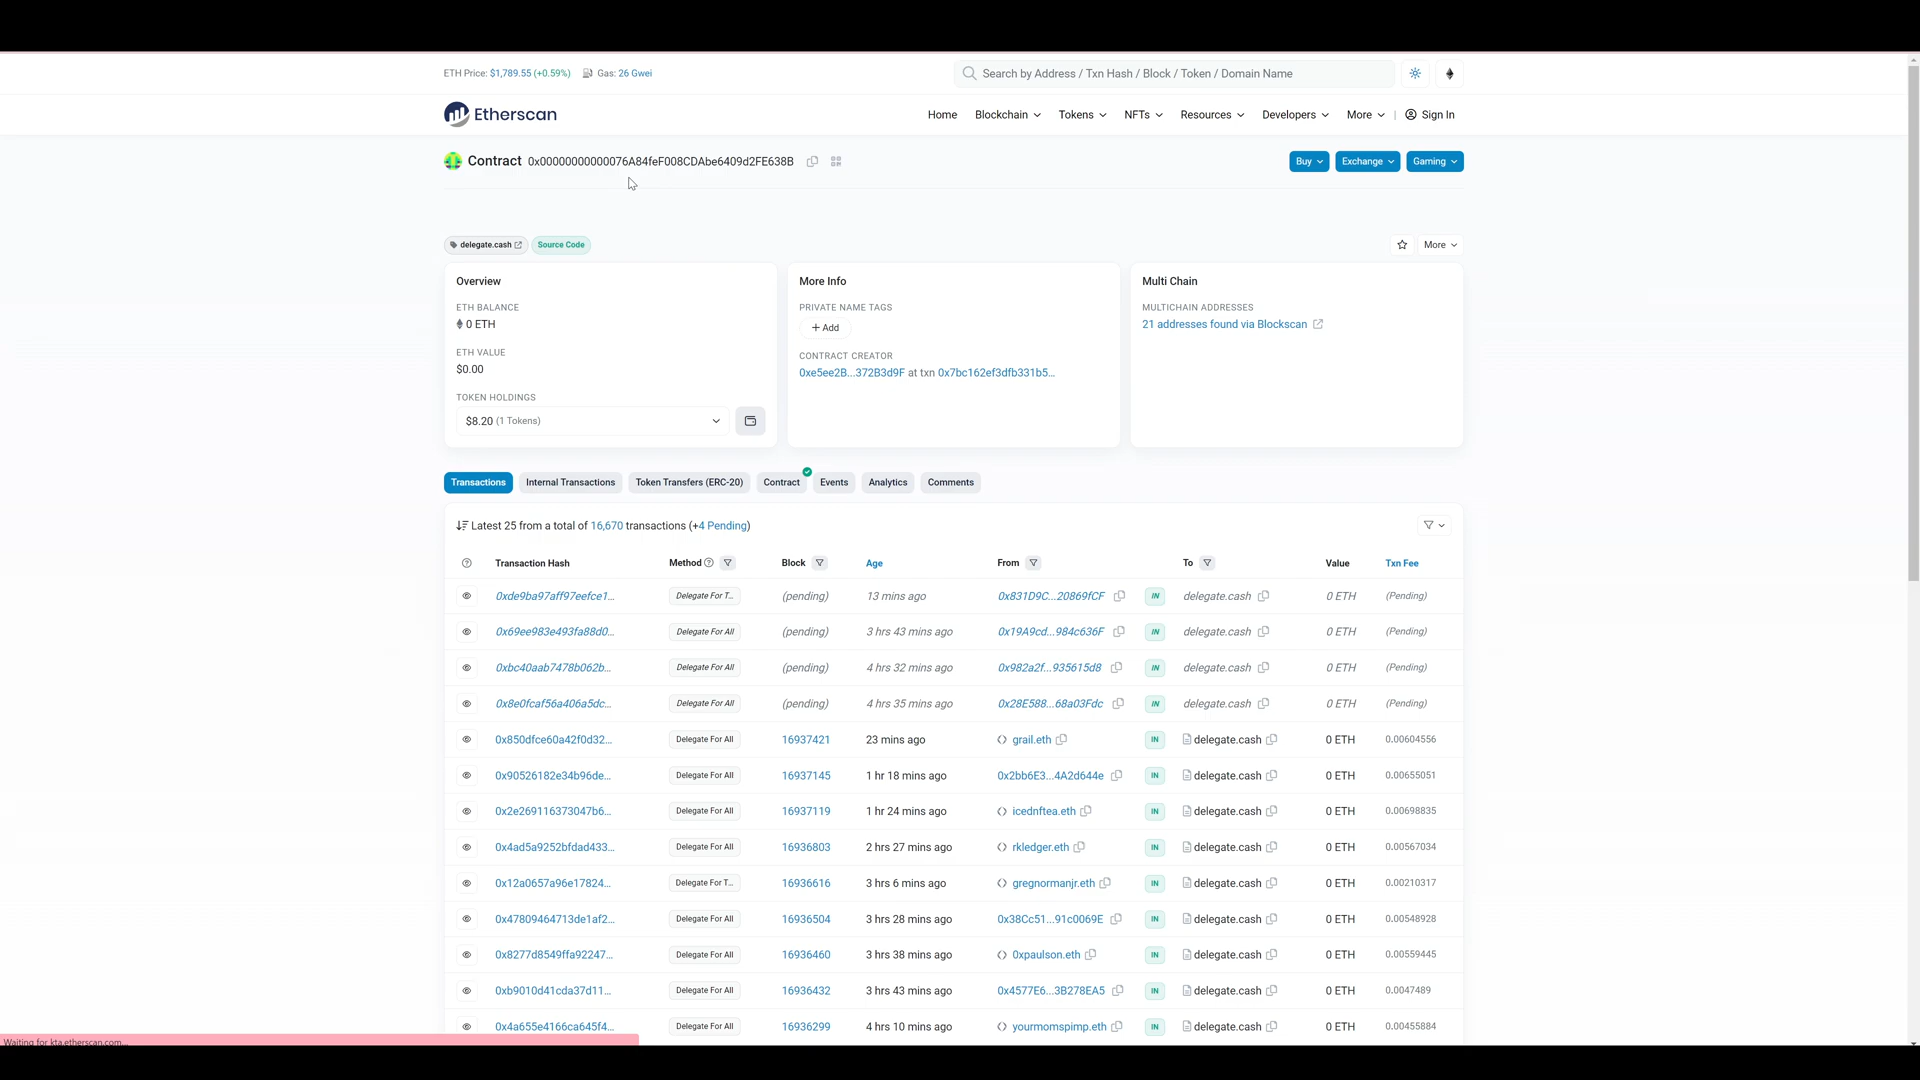 ETH Price: $1,789.55 (+0.59%) Gas: 26 Gwei
Search by Address / Txn Hash / Block / Token / Domain Name
Etherscan
Home Blockchain Tokens NFTs Resources Developers More | Sign In
Contract 0x00000000000076A84feF008CDAbe6409d2FE638B
Buy Exchange Gaming
delegate.cash Source Code
More
Overview
ETH BALANCE
0 ETH
ETH VALUE
$0.00
TOKEN HOLDINGS
$8.20 (1 Tokens)
More Info
PRIVATE NAME TAGS
+ Add
CONTRACT CREATOR
0xe5ee2B...372B3d9F at txn 0x7bc162ef3dfb331b5...
Multi Chain
MULTICHAIN ADDRESSES
21 addresses found via Blockscan
Transactions Internal Transactions Token Transfers (ERC-20) Contract Events Analytics Comments
Latest 25 from a total of 16,670 transactions (+4 Pending)
Transaction Hash Method Block Age From To Value Txn Fee
0xde9ba97aff97eefce1... Delegate For T... (pending) 13 mins ago 0x831D9C...20869fCF IN delegate.cash 0 ETH (Pending)
0x69ee983e493fa88d0... Delegate For All (pending) 3 hrs 43 mins ago 0x19A9cd...984c636F IN delegate.cash 0 ETH (Pending)
0xbc40aab7478b062b... Delegate For All (pending) 4 hrs 32 mins ago 0x982a2f...935615d8 IN delegate.cash 0 ETH (Pending)
0x8e0fcaf56a406a5dc... Delegate For All (pending) 4 hrs 35 mins ago 0x28E588...68a03Fdc IN delegate.cash 0 ETH (Pending)
0x850dfce60a42f0d32... Delegate For All 16937421 23 mins ago grail.eth IN delegate.cash 0 ETH 0.00604556
0x90526182e34b96de... Delegate For All 16937145 1 hr 18 mins ago 0x2bb6E3...4A2d644e IN delegate.cash 0 ETH 0.00655051
0x2e269116373047b6... Delegate For All 16937119 1 hr 24 mins ago icednftea.eth IN delegate.cash 0 ETH 0.00698835
0x4ad5a9252bfdad433... Delegate For All 16936803 2 hrs 27 mins ago rkledger.eth IN delegate.cash 0 ETH 0.00567034
0x12a0657a96e17824... Delegate For T... 16936616 3 hrs 6 mins ago gregnormanjr.eth IN delegate.cash 0 ETH 0.00210317
0x47809464713de1af2... Delegate For All 16936504 3 hrs 28 mins ago 0x38Cc51...91c0069E IN delegate.cash 0 ETH 0.00548928
0x8277d8549ffa92247... Delegate For All 16936460 3 hrs 38 mins ago 0xpaulson.eth IN delegate.cash 0 ETH 0.00559445
0xb9010d41cda37d11... Delegate For All 16936432 3 hrs 43 mins ago 0x4577E6...3B278EA5 IN delegate.cash 0 ETH 0.0047489
0x4a655e4166ca645f4... Delegate For All 16936299 4 hrs 10 mins ago yourmomspimp.eth IN delegate.cash 0 ETH 0.00455884
Waiting for kta.etherscan.com...